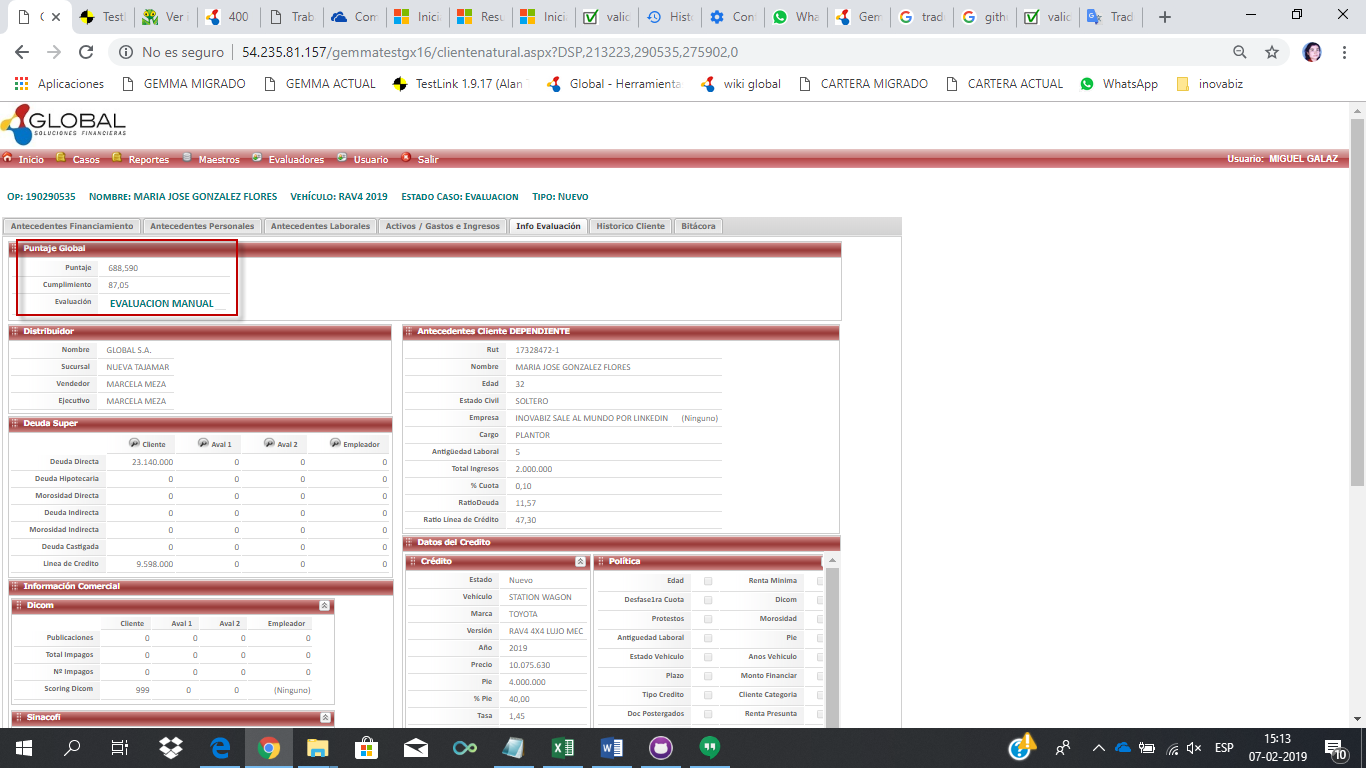 C
Test
Ver i
400
Trab
Com
Inicia
Resu
Inicia
valic
Histo
Con
Wha
Gem
tradu
gith
valic
Trad
No es seguro | 54.235.81.157/gemmatestgx16/clientenatural.aspx?DSP,213223,290535,275902,0
Aplicaciones GEMMA MIGRADO GEMMA ACTUAL TestLink 1.9.17 (Alan Global - Herramienta wiki global CARTERA MIGRADO CARTERA ACTUAL WhatsApp inovabiz
GLOBAL
SOLUCIONES FINANCIERAS
Inicio Casos Reportes Maestros Evaluadores Usuario Salir Usuario: MIGUEL GALAZ
Op: 190290535 Nombre: MARIA JOSE GONZALEZ FLORES Vehículo: RAV4 2019 Estado Caso: Evaluacion Tipo: Nuevo
Antecedentes Financiamiento Antecedentes Personales Antecedentes Laborales Activos / Gastos e Ingresos Info Evaluación Historico Cliente Bitácora
Puntaje Global
Puntaje 688,590
Cumplimiento 87,05
Evaluación EVALUACION MANUAL
Distribuidor
Nombre GLOBAL S.A.
Sucursal NUEVA TAJAMAR
Vendedor MARCELA MEZA
Ejecutivo MARCELA MEZA
Deuda Super
Cliente Aval 1 Aval 2 Empleador
Deuda Directa 23.140.000 0 0 0
Deuda Hipotecaria 0 0 0 0
Morosidad Directa 0 0 0 0
Deuda Indirecta 0 0 0 0
Morosidad Indirecta 0 0 0 0
Deuda Castigada 0 0 0 0
Linea de Credito 9.598.000 0 0 0
Información Comercial
Dicom
Cliente Aval 1 Aval 2 Empleador
Publicaciones 0 0 0 0
Total Impagos 0 0 0 0
Nº Impagos 0 0 0 0
Scoring Dicom 999 0 0 (Ninguno)
Sinacofi
Antecedentes Cliente DEPENDIENTE
Rut 17328472-1
Nombre MARIA JOSE GONZALEZ FLORES
Edad 32
Estado Civil SOLTERO
Empresa INOVABIZ SALE AL MUNDO POR LINKEDIN (Ninguno)
Cargo PLANTOR
Antigüedad Laboral 5
Total Ingresos 2.000.000
% Cuota 0,10
RatioDeuda 11,57
Ratio Línea de Crédito 47,30
Datos del Credito
Crédito
Estado Nuevo
Vehículo STATION WAGON
Marca TOYOTA
Versión RAV4 4X4 LUJO MEC
Año 2019
Precio 10.075.630
Pie 4.000.000
% Pie 40,00
Tasa 1,45
Política
Edad Renta Minima
Desfase1ra Cuota Dicom
Protestos Morosidad
Antiguedad Laboral Pie
Estado Vehiculo Anos Vehiculo
Plazo Monto Financiar
Tipo Credito Cliente Categoria
Doc Postergados Renta Presunta
ESP
15:13
07-02-2019
10